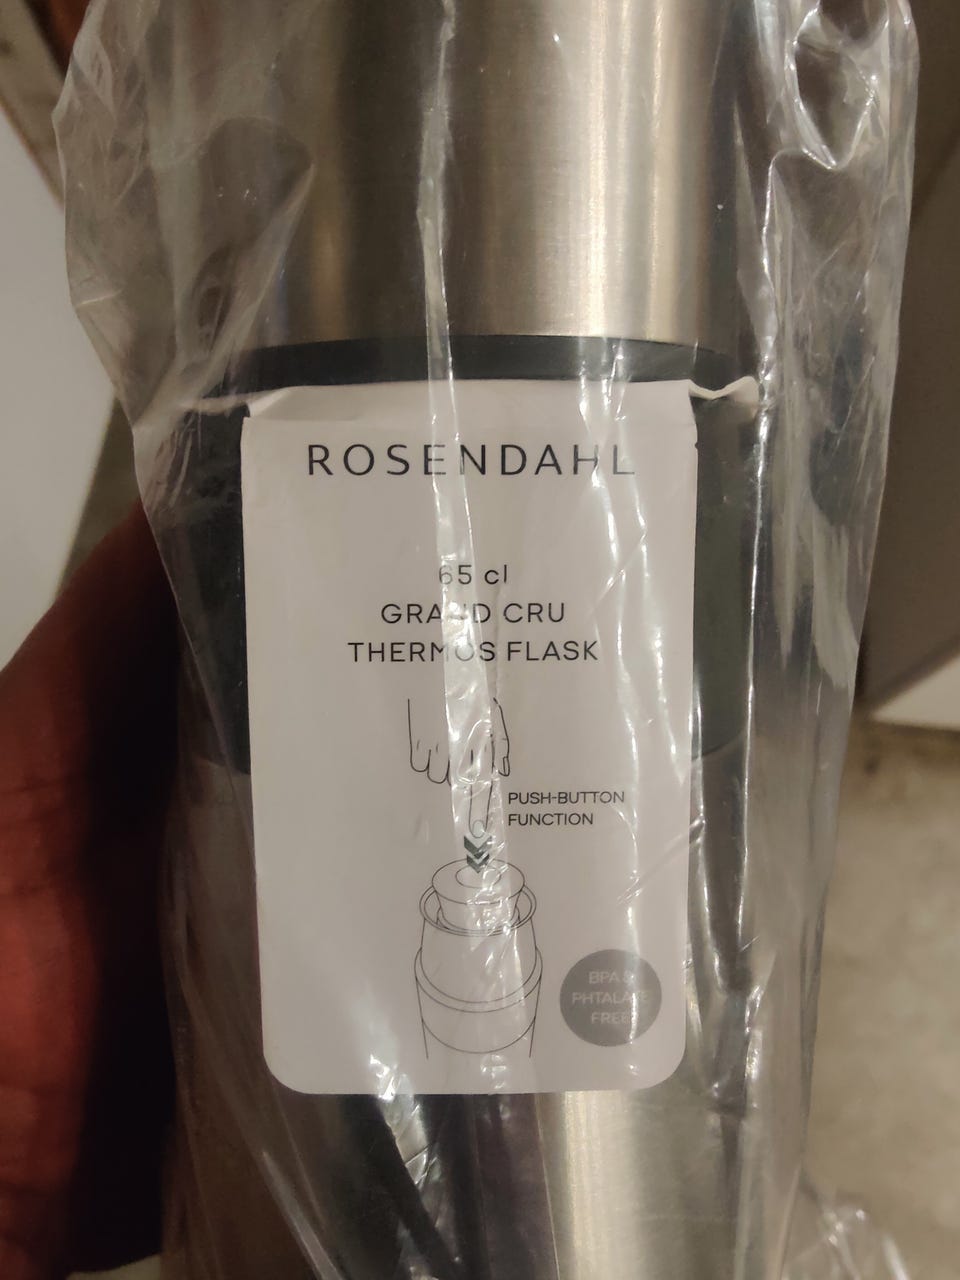 ROSENDAHL
65 cl
GRAND CRU
THERMOS FLASK
PUSH-BUTTON
FUNCTION
BPA &
PHTALATE
FREE